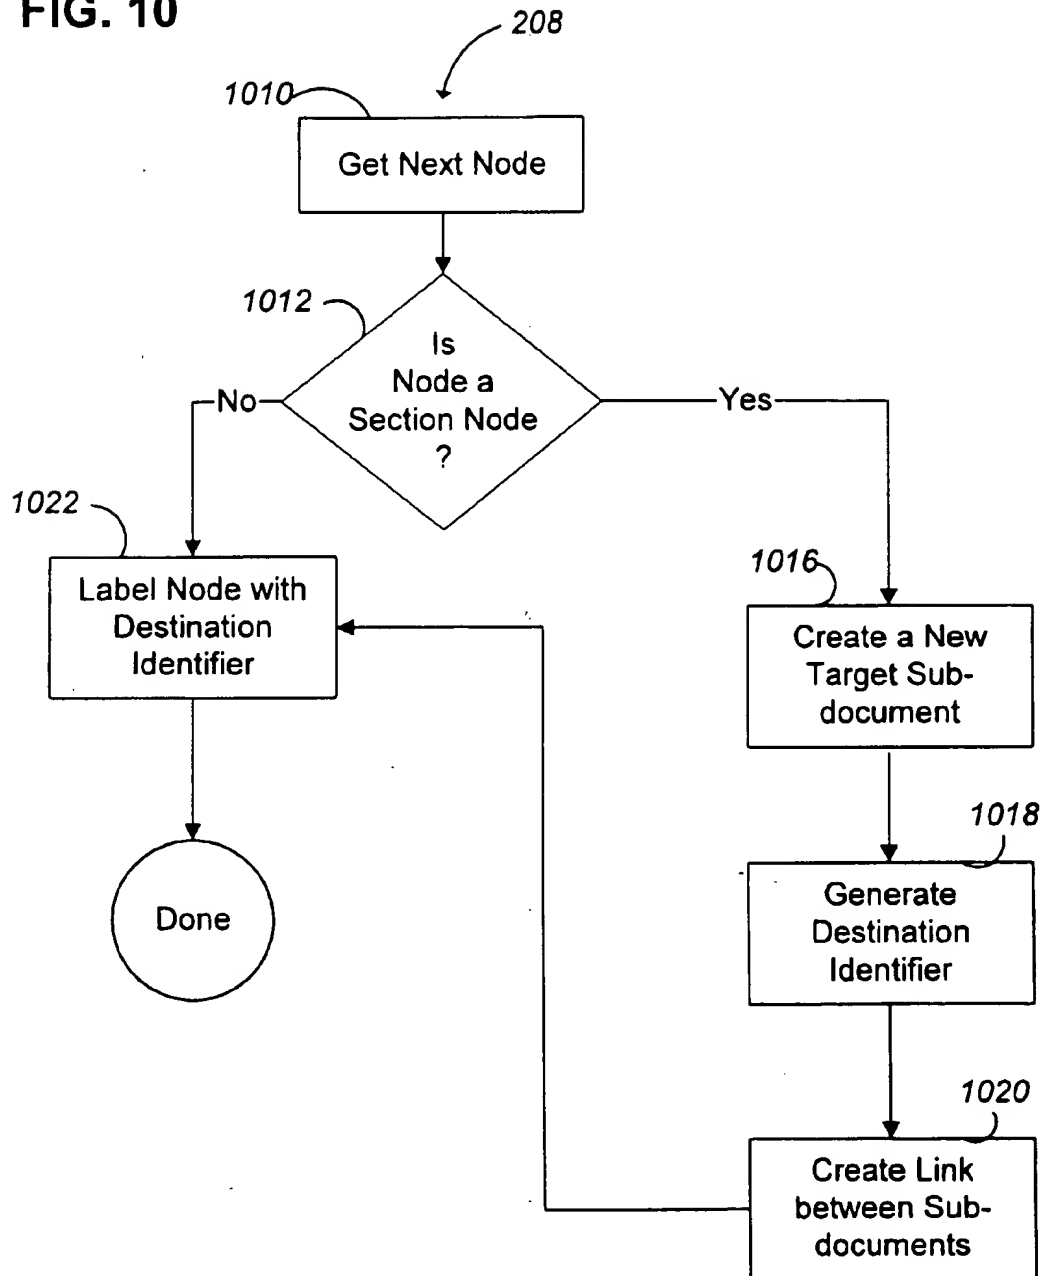 FIG. 10
208
1010
Get Next Node
1012
Is
Node a
Section Node
?
No
Yes
1022
Label Node with
Destination
Identifier
1016
Create a New
Target Sub-
document
1018
Generate
Destination
Identifier
Done
1020
Create Link
between Sub-
documents